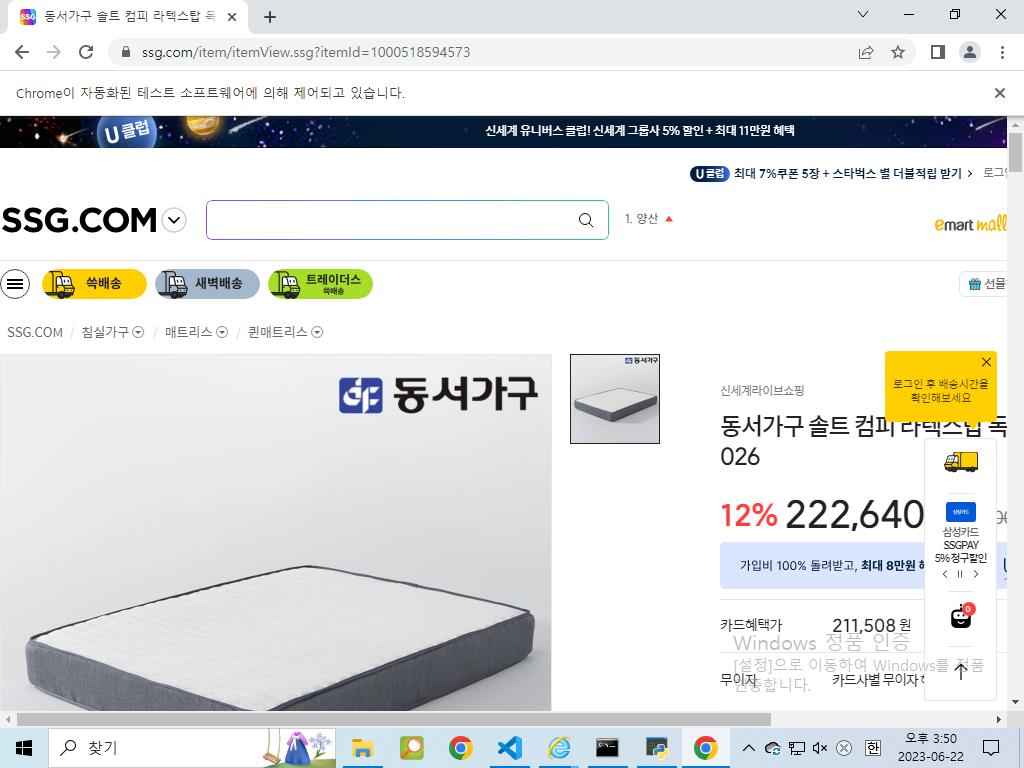 동서가구 솔트 컴피 라텍스탑 독
ssg.com/item/itemView.ssg?itemId=1000518594573
Chrome이 자동화된 테스트 소프트웨어에 의해 제어되고 있습니다.
U 클럽
신세계 유니버스 클럽! 신세계 그룹사 5% 할인 + 최대 11만원 혜택
U 클럽 최대 7%쿠폰 5장 + 스타벅스 별 더블적립 받기 > 로그인
SSG.COM
1. 양산
emart mall
쓱배송
새벽배송
트레이더스
쓱배송
선물
SSG.COM / 침실가구 / 매트리스 / 퀸매트리스
동서가구
동서가구
로그인 후 배송시간을
확인해보세요
신세계라이브쇼핑
동서가구 솔트 컴피 라텍스탑 독
026
12% 222,640
삼성카드
삼성카드
SSGPAY
5% 청구할인
가입비 100% 돌려받고, 최대 8만원 혜
0
카드혜택가 211,508 원
무이자 카드사별 무이자
Windows 정품 인증
[설정]으로 이동하여 Windows를 정품
인증합니다.
찾기
한
오후 3:50
2023-06-22